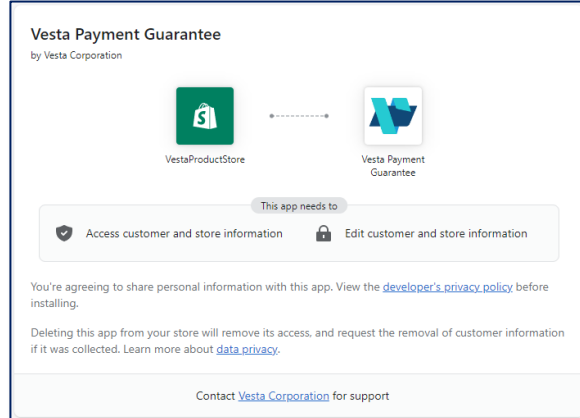 Vesta Payment Guarantee
by Vesta Corporation
VestaProductStore
Vesta Payment
Guarantee
This app needs to
Access customer and store information
Edit customer and store information
You're agreeing to share personal information with this app. View the developer's privacy policy before
installing.
Deleting this app from your store will remove its access, and request the removal of customer information
if it was collected. Learn more about data privacy.
Contact Vesta Corporation for support